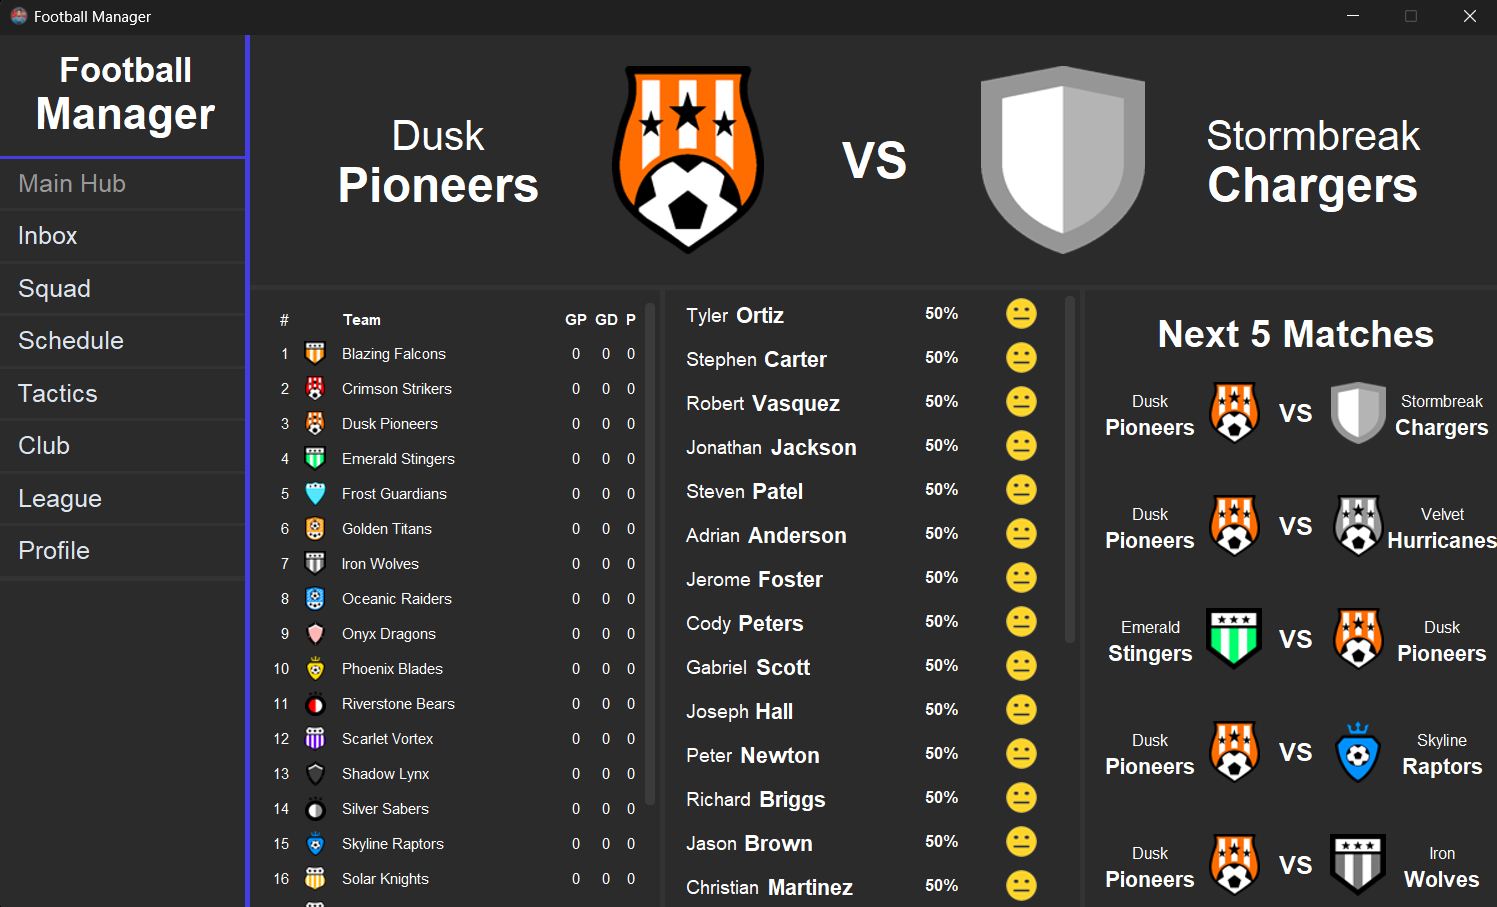 Football Manager
Football
Manager
Main Hub
Inbox
Squad
Schedule
Tactics
Club
League
Profile
Dusk
Pioneers
VS
Stormbreak
Chargers
# Team GP GD P
1 Blazing Falcons 0 0 0
2 Crimson Strikers 0 0 0
3 Dusk Pioneers 0 0 0
4 Emerald Stingers 0 0 0
5 Frost Guardians 0 0 0
6 Golden Titans 0 0 0
7 Iron Wolves 0 0 0
8 Oceanic Raiders 0 0 0
9 Onyx Dragons 0 0 0
10 Phoenix Blades 0 0 0
11 Riverstone Bears 0 0 0
12 Scarlet Vortex 0 0 0
13 Shadow Lynx 0 0 0
14 Silver Sabers 0 0 0
15 Skyline Raptors 0 0 0
16 Solar Knights 0 0 0
Tyler Ortiz 50%
Stephen Carter 50%
Robert Vasquez 50%
Jonathan Jackson 50%
Steven Patel 50%
Adrian Anderson 50%
Jerome Foster 50%
Cody Peters 50%
Gabriel Scott 50%
Joseph Hall 50%
Peter Newton 50%
Richard Briggs 50%
Jason Brown 50%
Christian Martinez 50%
Next 5 Matches
Dusk
Pioneers
VS
Stormbreak
Chargers
Dusk
Pioneers
VS
Velvet
Hurricanes
Emerald
Stingers
VS
Dusk
Pioneers
Dusk
Pioneers
VS
Skyline
Raptors
Dusk
Pioneers
VS
Iron
Wolves